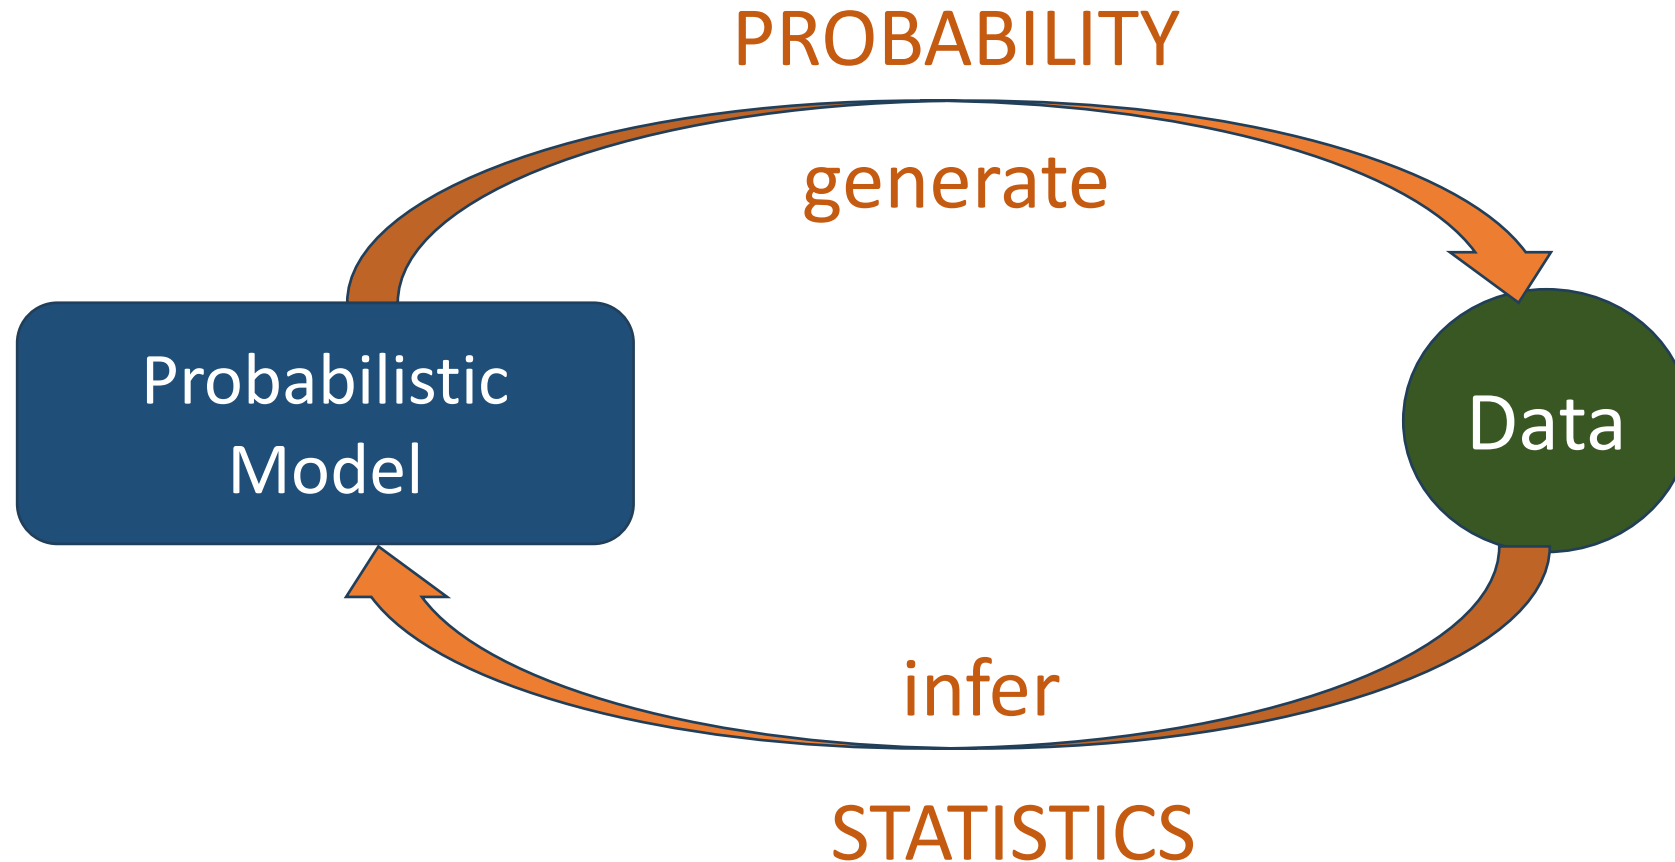 PROBABILITY
generate
Probabilistic
Model
Data
infer
STATISTICS